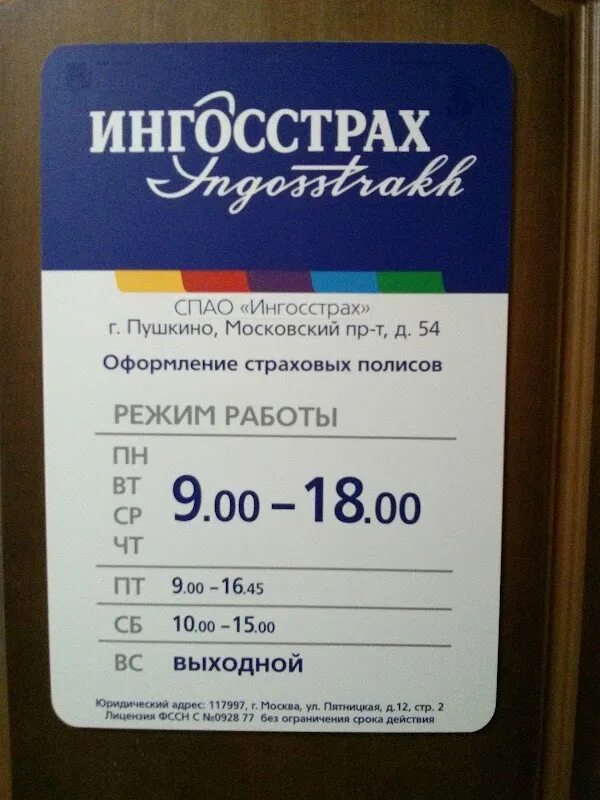 ИНГОССТРАХ
Ingosstrakh
СПАО «Ингосстрах»
г. Пушкино, Московский пр-т, д. 54
Оформление страховых полисов
РЕЖИМ РАБОТЫ
ПН
ВТ
СР
ЧТ
9.00 – 18.00
ПТ 9.00 – 16.45
СБ 10.00 – 15.00
ВС ВЫХОДНОЙ
Юридический адрес: 117997, г. Москва, ул. Пятницкая, д.12, стр. 2
Лицензия ФССН С №0928 77 без ограничения срока действия